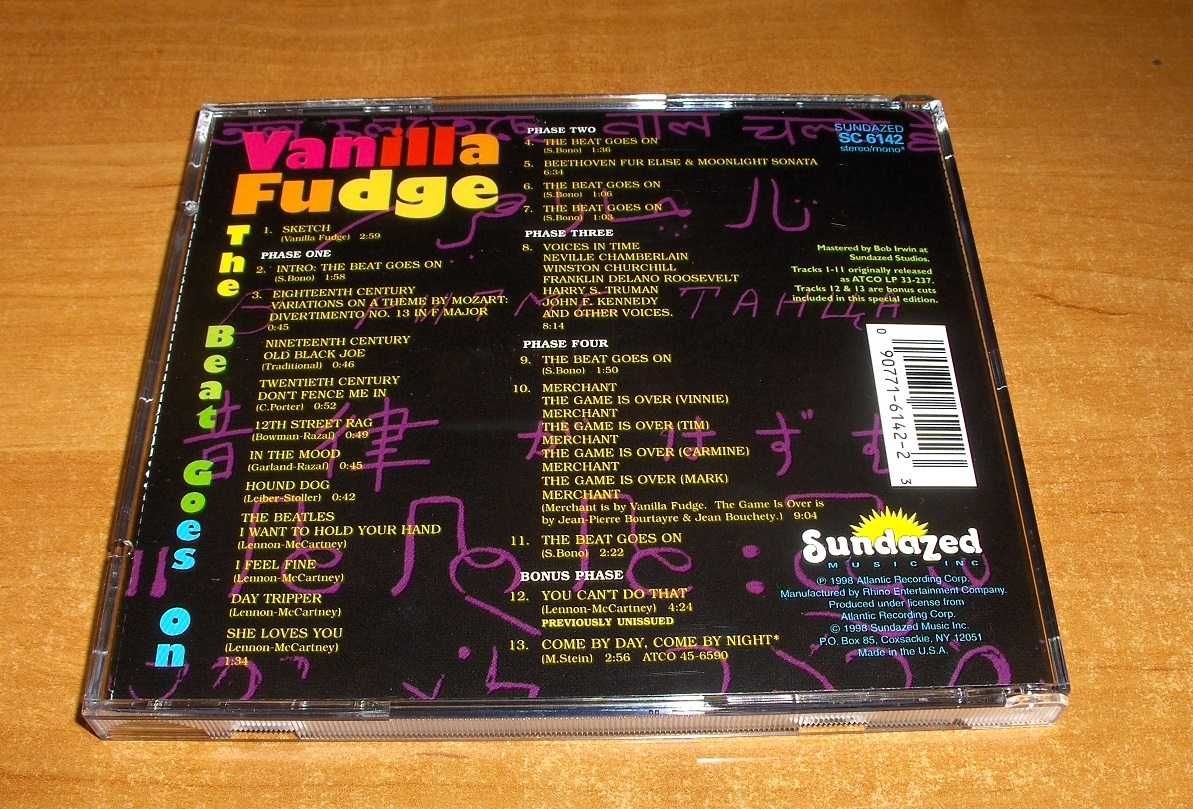 Vanilla
Fudge
The Beat Goes On
1. SKETCH
(Vanilla Fudge) 2:59
PHASE ONE
2. INTRO: THE BEAT GOES ON
(S.Bono) 1:58
3. EIGHTEENTH CENTURY
VARIATIONS ON A THEME BY MOZART:
DIVERTIMENTO NO. 13 IN F MAJOR
0:45
NINETEENTH CENTURY
OLD BLACK JOE
(Traditional) 0:46
TWENTIETH CENTURY
DON'T FENCE ME IN
(C.Porter) 0:52
12TH STREET RAG
(Bowman-Razaf) 0:49
IN THE MOOD
(Garland-Razaf) 0:45
HOUND DOG
(Leiber-Stoller) 0:42
THE BEATLES
I WANT TO HOLD YOUR HAND
(Lennon-McCartney)
I FEEL FINE
(Lennon-McCartney)
DAY TRIPPER
(Lennon-McCartney)
SHE LOVES YOU
(Lennon-McCartney)
1:34
PHASE TWO
4. THE BEAT GOES ON
(S.Bono) 1:36
5. BEETHOVEN FUR ELISE & MOONLIGHT SONATA
6:34
6. THE BEAT GOES ON
(S.Bono) 1:06
7. THE BEAT GOES ON
(S.Bono) 1:03
PHASE THREE
8. VOICES IN TIME
NEVILLE CHAMBERLAIN
WINSTON CHURCHILL
FRANKLIN DELANO ROOSEVELT
HARRY S. TRUMAN
JOHN F. KENNEDY
AND OTHER VOICES.
8:14
PHASE FOUR
9. THE BEAT GOES ON
(S.Bono) 1:50
10. MERCHANT
THE GAME IS OVER (VINNIE)
MERCHANT
THE GAME IS OVER (TIM)
MERCHANT
THE GAME IS OVER (CARMINE)
MERCHANT
THE GAME IS OVER (MARK)
MERCHANT
(Merchant is by Vanilla Fudge. The Game Is Over is
by Jean-Pierre Bourtayre & Jean Bouchety.) 9:04
11. THE BEAT GOES ON
(S.Bono) 2:22
BONUS PHASE
12. YOU CAN'T DO THAT
(Lennon-McCartney) 4:24
PREVIOUSLY UNISSUED
13. COME BY DAY, COME BY NIGHT*
(M.Stein) 2:56 ATCO 45-6590
SUNDAZED
SC 6142
stereo/mono*
Mastered by Bob Irwin at
Sundazed Studios.
Tracks 1-11 originally released
as ATCO LP 33-237.
Tracks 12 & 13 are bonus cuts
included in this special edition.
0 90771-6142-2 3
Sundazed
MUSIC INC
℗ 1998 Atlantic Recording Corp.
Manufactured by Rhino Entertainment Company.
Produced under license from
Atlantic Recording Corp.
© 1998 Sundazed Music Inc.
P.O. Box 85, Coxsackie, NY, 12051
Made in the U.S.A.
音律 がはずむ